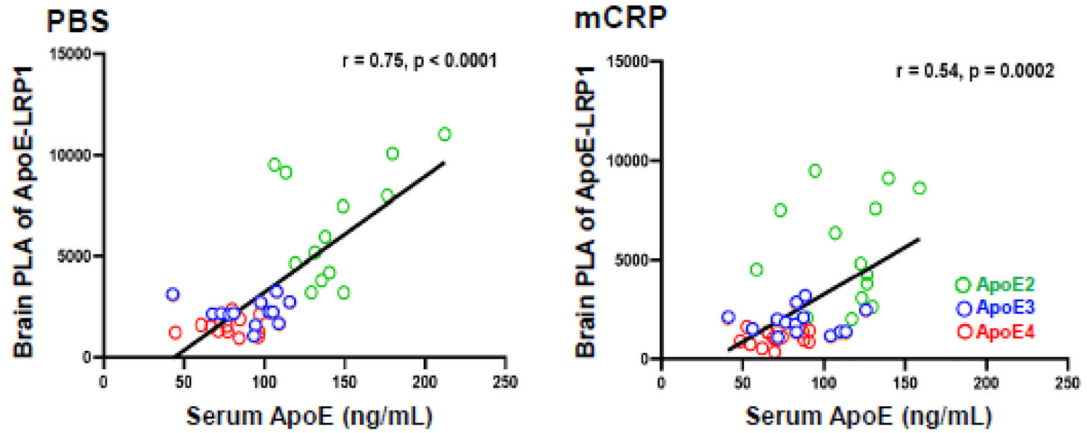 PBS
r = 0.75, p < 0.0001
Brain PLA of ApoE-LRP1
15000
10000
5000
0
0 50 100 150 200 250
Serum ApoE (ng/mL)
mCRP
r = 0.54, p = 0.0002
Brain PLA of ApoE-LRP1
15000
10000
5000
0
ApoE2
ApoE3
ApoE4
0 50 100 150 200 250
Serum ApoE (ng/mL)